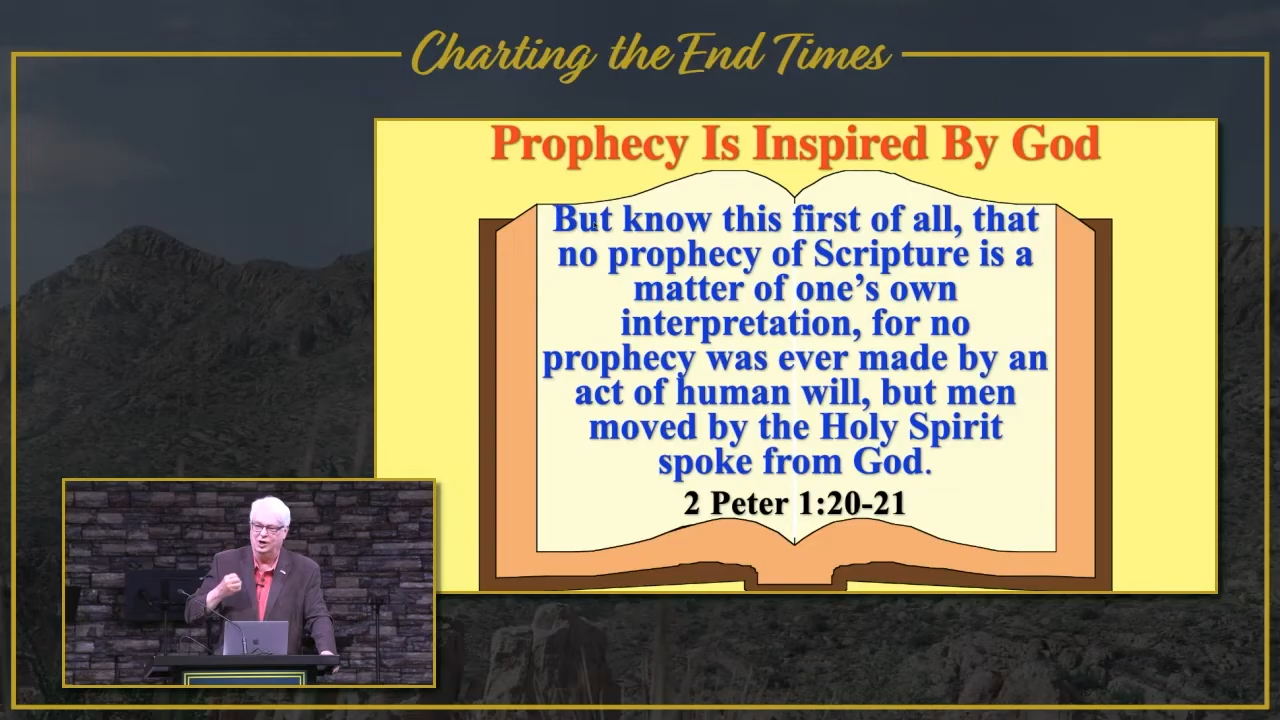 Charting the End Times
Prophecy Is Inspired By God
But know this first of all, that
no prophecy of Scripture is a
matter of one’s own
interpretation, for no
prophecy was ever made by an
act of human will, but men
moved by the Holy Spirit
spoke from God.
2 Peter 1:20-21